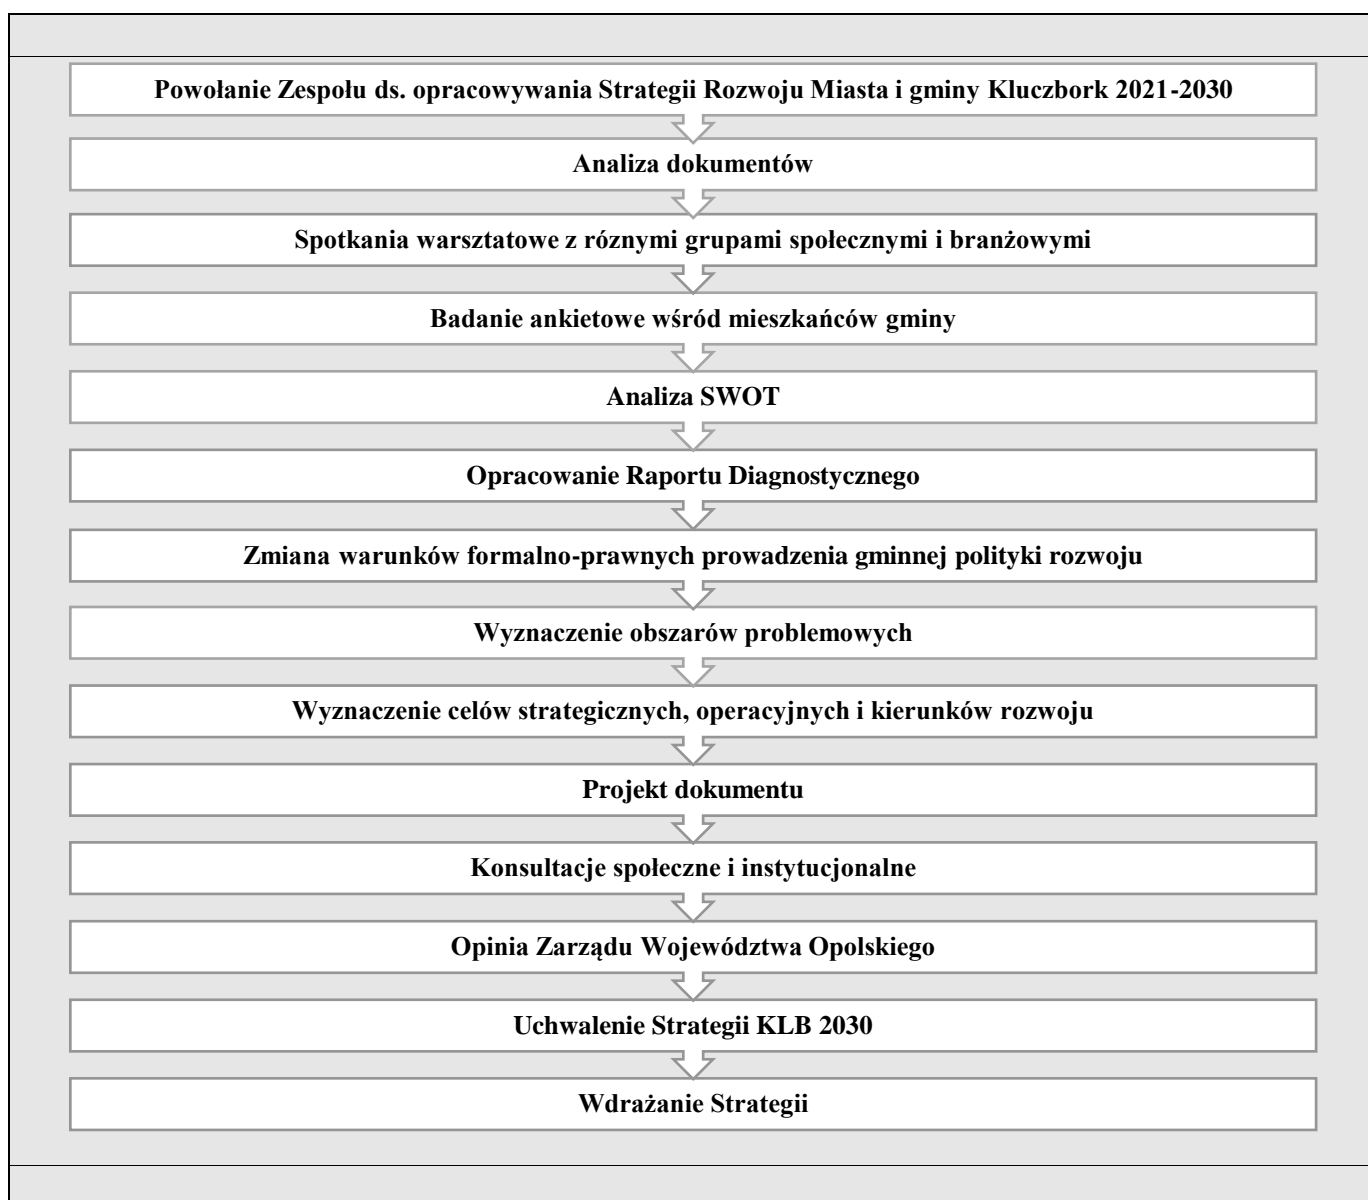 Powołanie Zespołu ds. opracowywania Strategii Rozwoju Miasta i gminy Kluczbork 2021-2030
Analiza dokumentów
Spotkania warsztatowe z róznymi grupami społecznymi i branżowymi
Badanie ankietowe wśród mieszkańców gminy
Analiza SWOT
Opracowanie Raportu Diagnostycznego
Zmiana warunków formalno-prawnych prowadzenia gminnej polityki rozwoju
Wyznaczenie obszarów problemowych
Wyznaczenie celów strategicznych, operacyjnych i kierunków rozwoju
Projekt dokumentu
Konsultacje społeczne i instytucjonalne
Opinia Zarządu Województwa Opolskiego
Uchwalenie Strategii KLB 2030
Wdrażanie Strategii